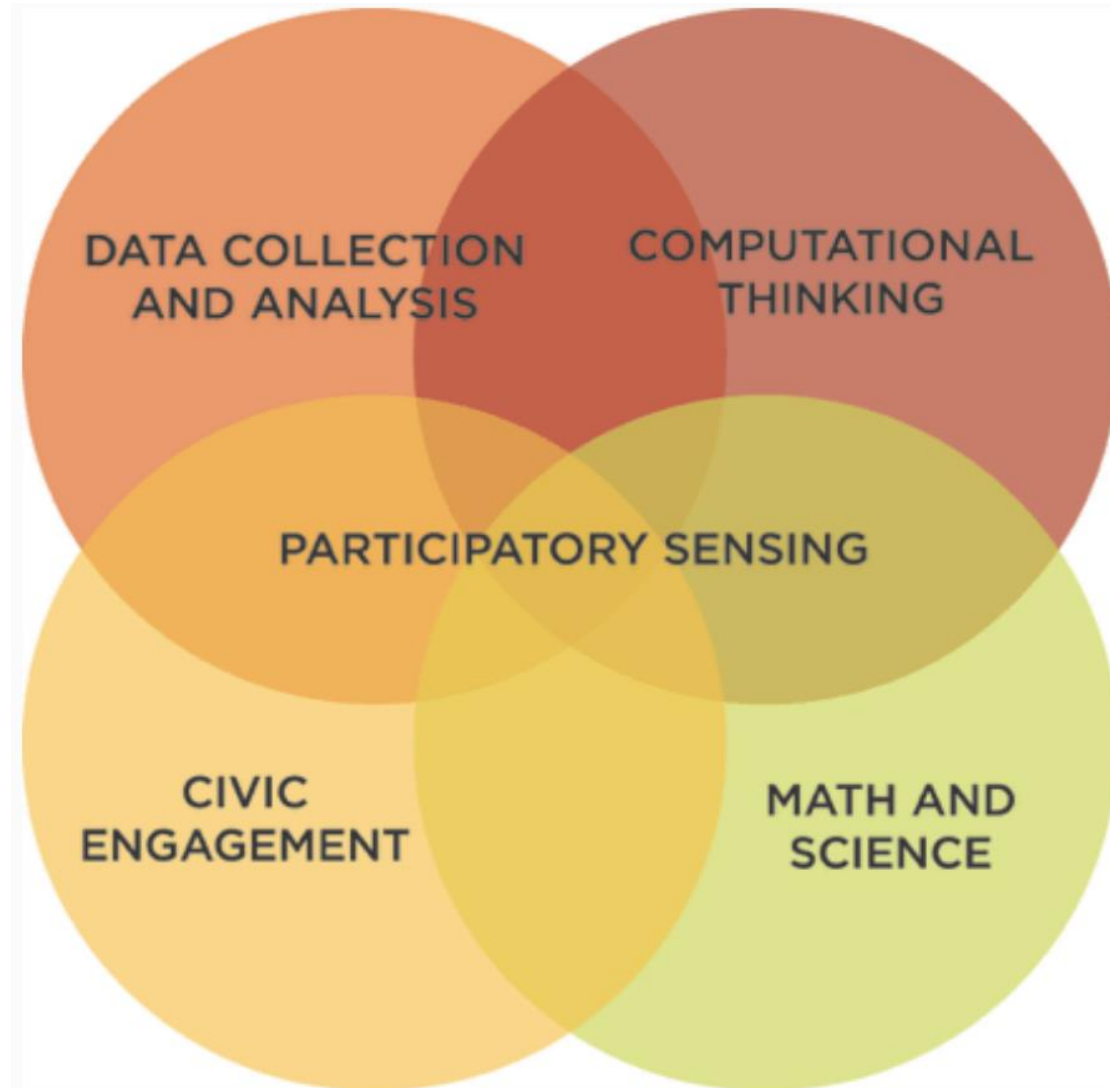 DATA COLLECTION
AND ANALYSIS
COMPUTATIONAL
THINKING
PARTICIPATORY SENSING
CIVIC
ENGAGEMENT
MATH AND
SCIENCE